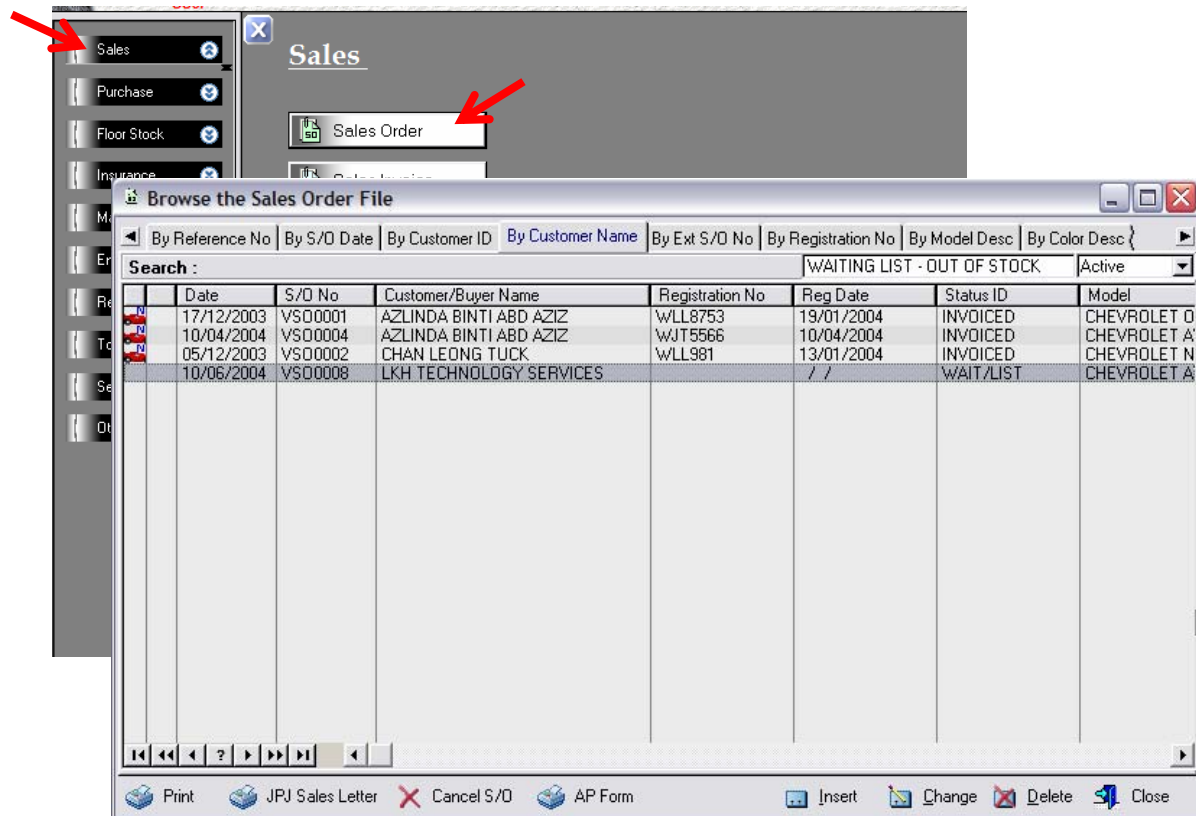 Sales
Purchase
Floor Stock
Insurance
Sales
SO Sales Order
Browse the Sales Order File
By Reference No By S/O Date By Customer ID By Customer Name By Ext S/O No By Registration No By Model Desc By Color Desc
Search : WAITING LIST - OUT OF STOCK Active
Date S/O No Customer/Buyer Name Registration No Reg Date Status ID Model
N 17/12/2003 VSO0001 AZLINDA BINTI ABD AZIZ WLL8753 19/01/2004 INVOICED CHEVROLET O
N 10/04/2004 VSO0004 AZLINDA BINTI ABD AZIZ WJT5566 10/04/2004 INVOICED CHEVROLET A
N 05/12/2003 VSO0002 CHAN LEONG TUCK WLL981 13/01/2004 INVOICED CHEVROLET N
10/06/2004 VSO0008 LKH TECHNOLOGY SERVICES / / WAIT/LIST CHEVROLET A
?
Print JPJ Sales Letter Cancel S/O AP Form Insert Change Delete Close